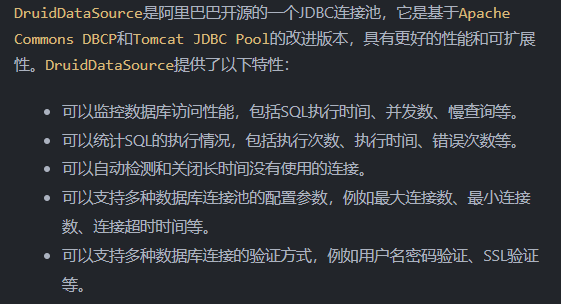 DruidDataSource是阿里巴巴开源的一个JDBC连接池，它是基于Apache
Commons DBCP和Tomcat JDBC Pool的改进版本，具有更好的性能和可扩展
性。DruidDataSource提供了以下特性：
• 可以监控数据库访问性能，包括SQL执行时间、并发数、慢查询等。
• 可以统计SQL的执行情况，包括执行次数、执行时间、错误次数等。
• 可以自动检测和关闭长时间没有使用的连接。
• 可以支持多种数据库连接池的配置参数，例如最大连接数、最小连接
数、连接超时时间等。
• 可以支持多种数据库连接的验证方式，例如用户名密码验证、SSL验证
等。